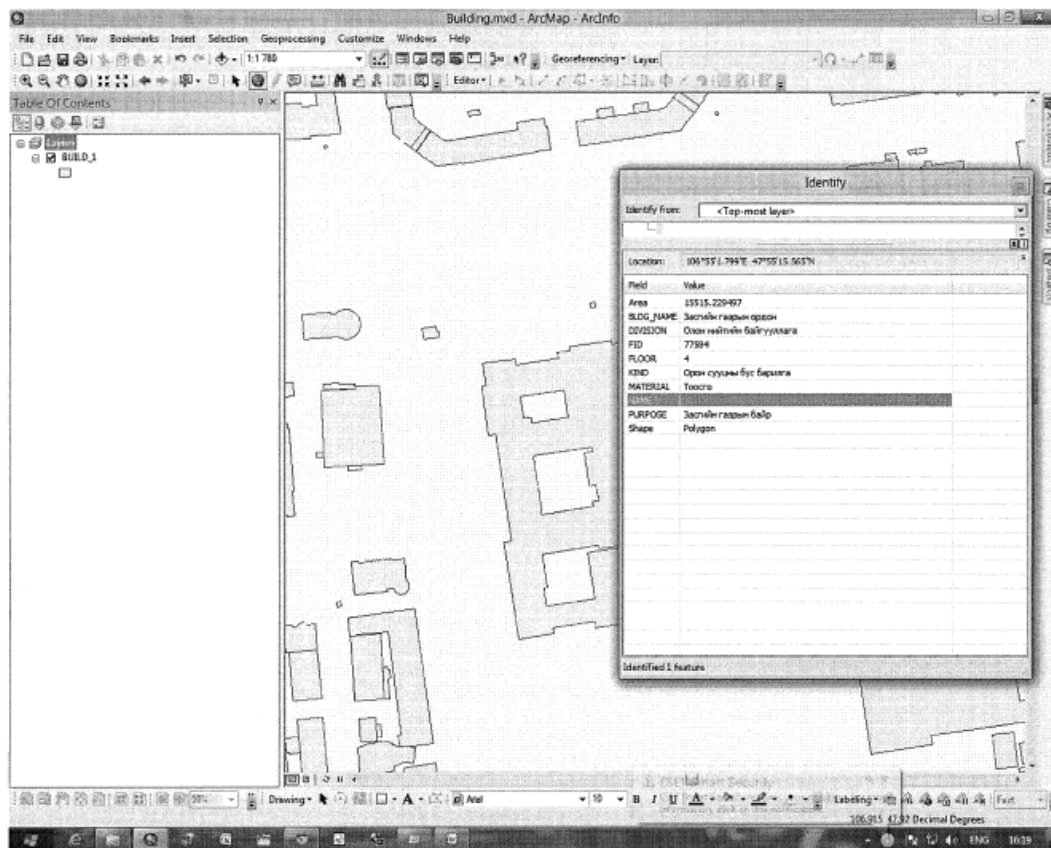 Building.mxd - ArcMap - ArcInfo
File Edit View Bookmarks Insert Selection Geoprocessing Customize Windows Help
1:1 780 Georeferencing Layer:
Editor
Table Of Contents
Layers
BUILD_1
Identify
Identify from: <Top-most layer>
Location: 106°55'1.799"E 47°55'15.565"N
Field Value
Area 15515.229497
BLDG_NAME Засгийн газрын ордон
DIVISION Олон нийтийн байгууллага
FID 77594
FLOOR 4
KIND Орон сууцны бус барилга
MATERIAL Тоосго
NAME
PURPOSE Засгийн газрын байр
Shape Polygon
Identified 1 feature
50% Drawing A Arial 10 B I U A Labeling Fast
106.915 47.92 Decimal Degrees
ENG 16:19